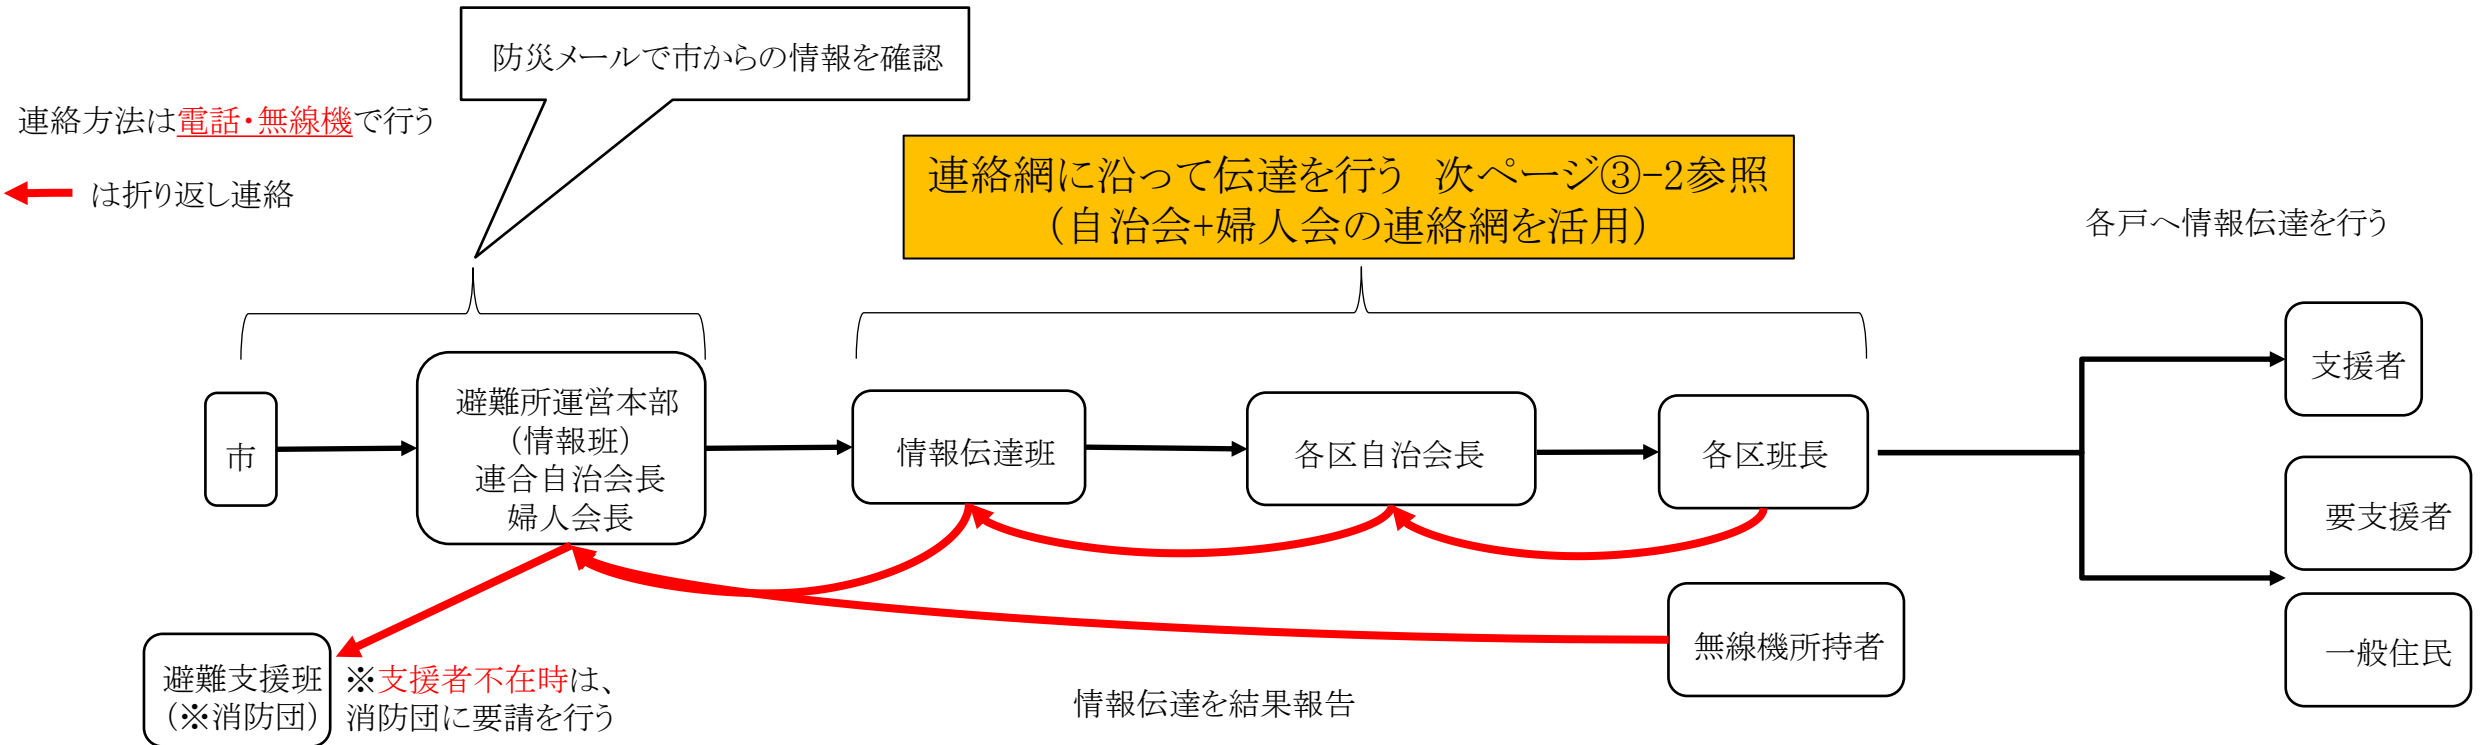 防災メールで市からの情報を確認
連絡方法は電話・無線機で行う
は折り返し連絡
連絡網に沿って伝達を行う　次ページ③-2参照
（自治会+婦人会の連絡網を活用）
各戸へ情報伝達を行う
市
避難所運営本部
（情報班）
連合自治会長
婦人会長
情報伝達班
各区自治会長
各区班長
支援者
要支援者
一般住民
無線機所持者
避難支援班
（※消防団）
※支援者不在時は、
消防団に要請を行う
情報伝達を結果報告